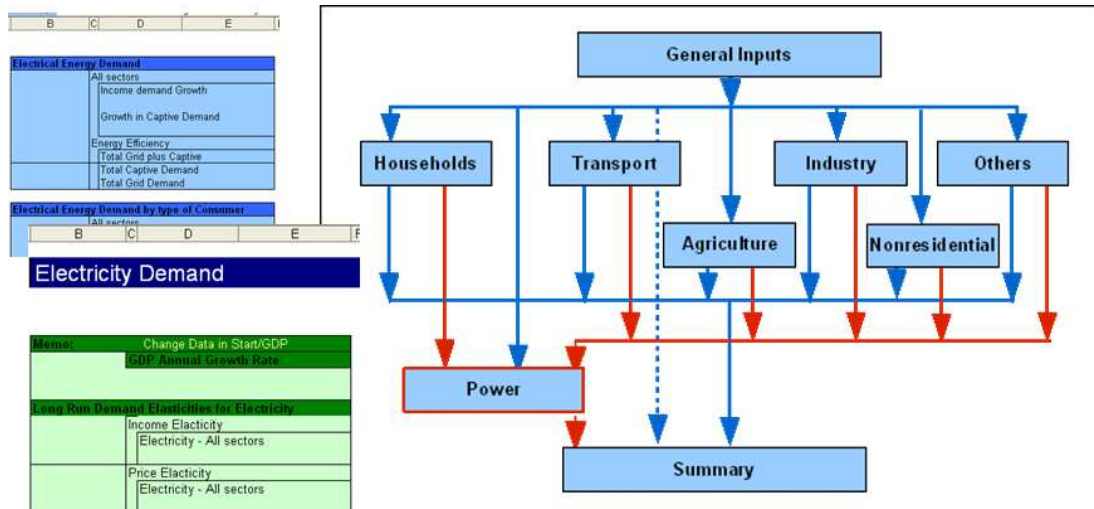 B C D E
Electrical Energy Demand
All sectors
Income demand Growth
Growth in Captive Demand
Energy Efficiency
Total Grid plus Captive
Total Captive Demand
Total Grid Demand
Electrical Energy Demand by type of Consumer
All sectors
B C D E F
Electricity Demand
Memo: Change Data in Start/GDP
GDP Annual Growth Rate
Long Run Demand Elasticities for Electricity
Income Elacticity
Electricity - All sectors
Price Elacticity
Electricity - All sectors
General Inputs
Households Transport Industry Others
Agriculture Nonresidential
Power
Summary